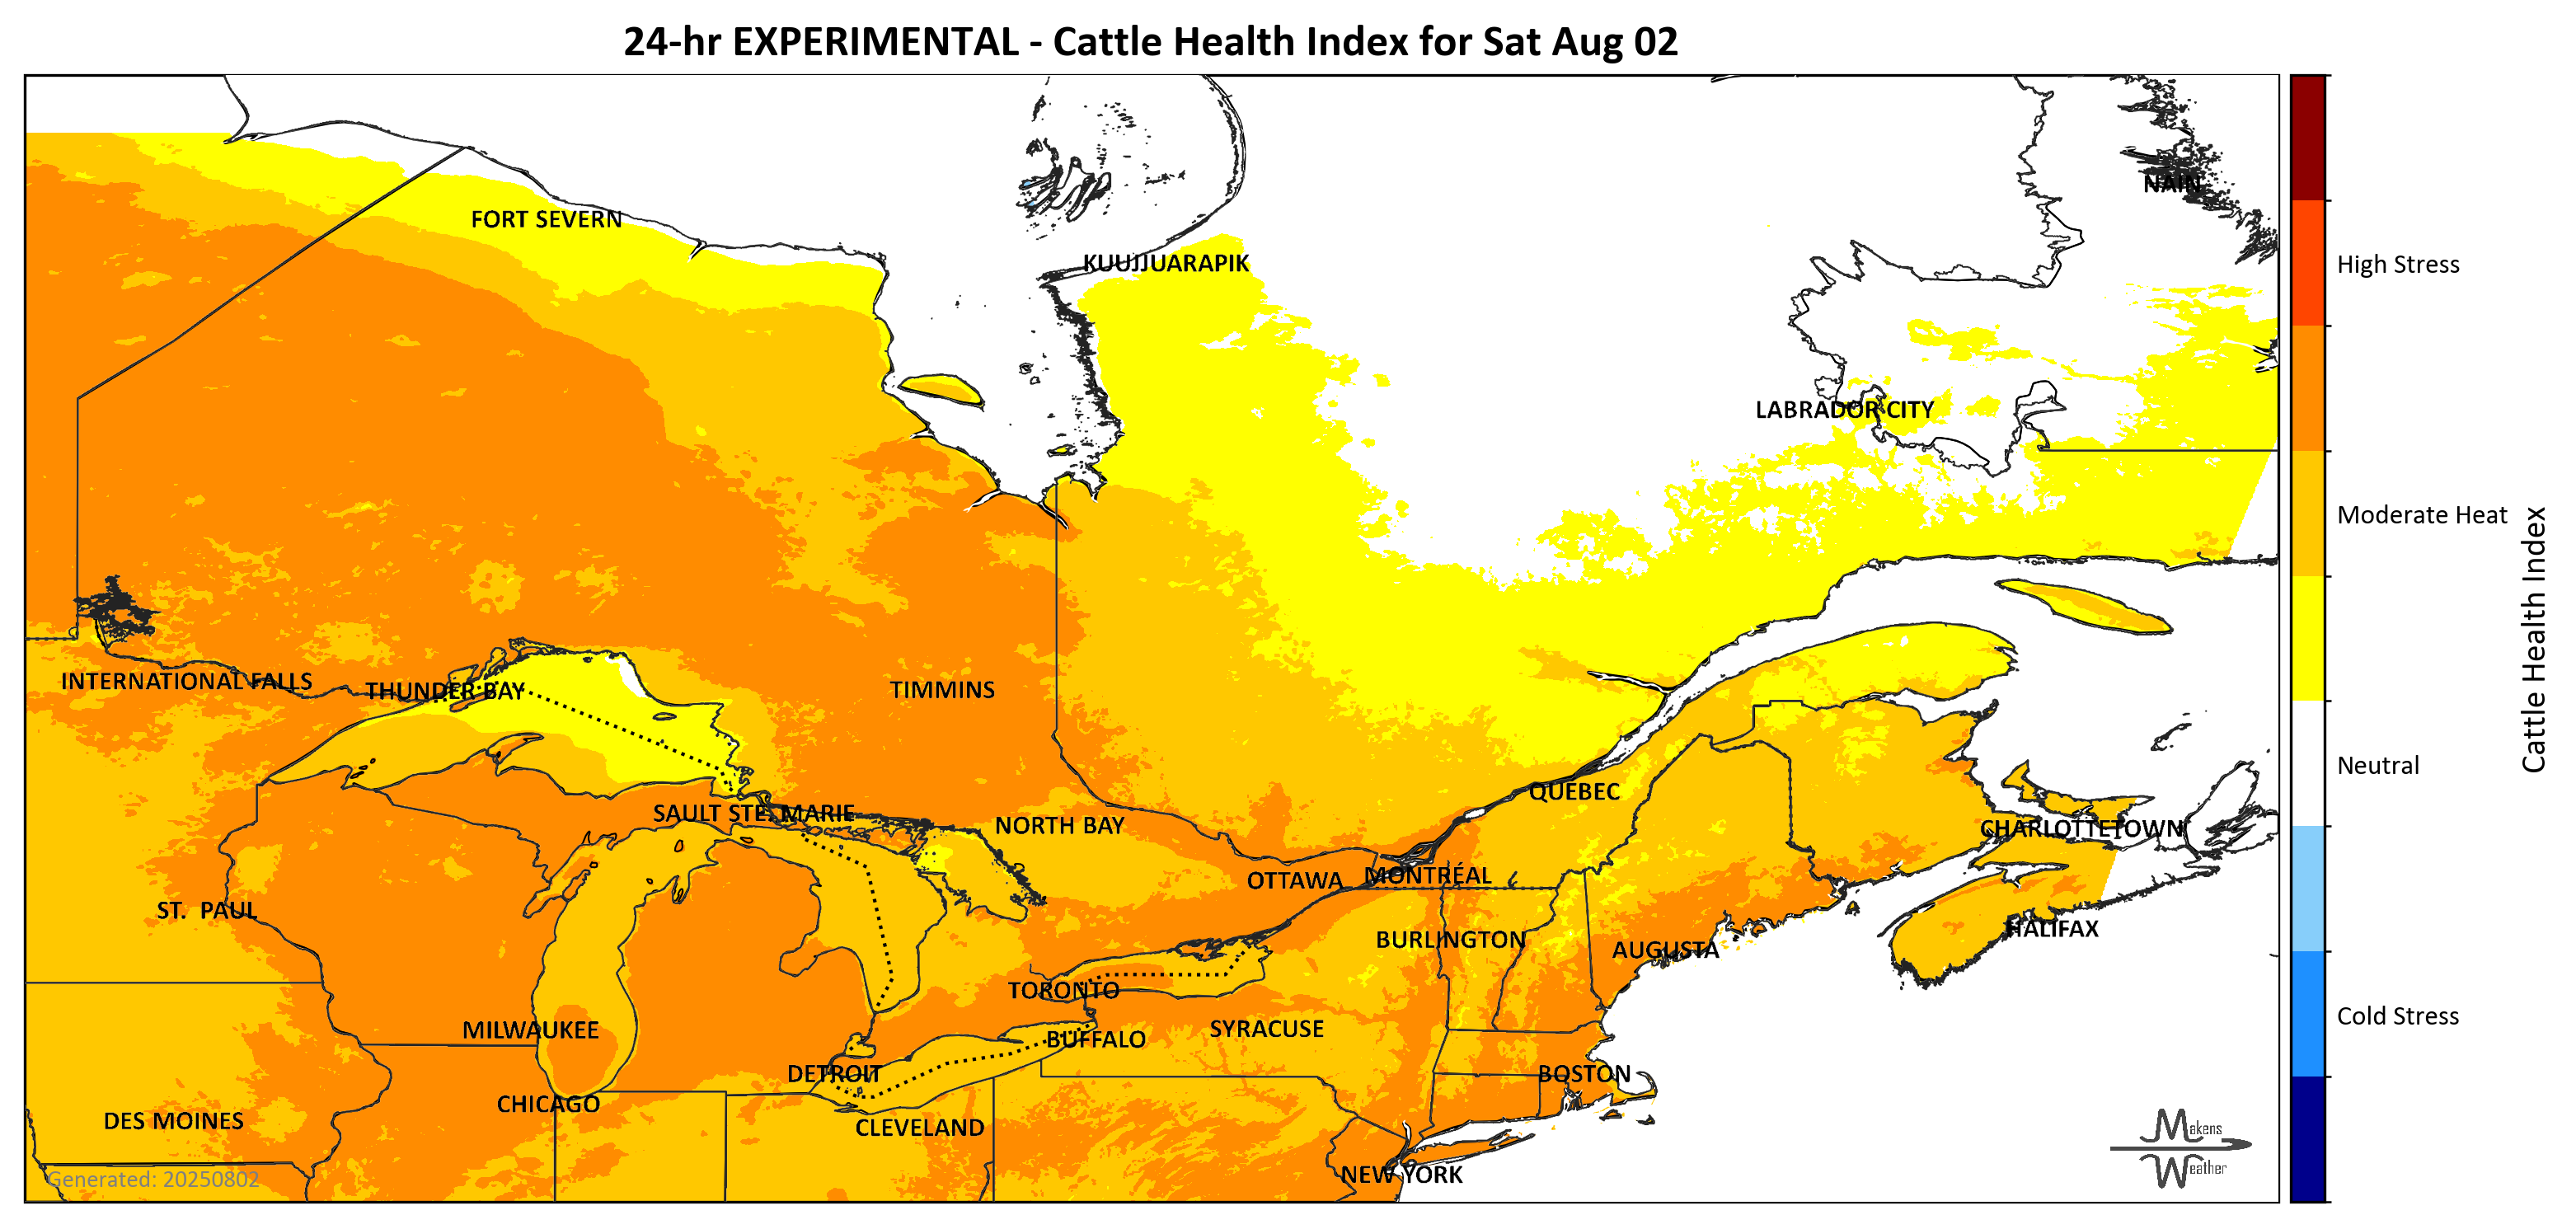 24-hr EXPERIMENTAL - Cattle Health Index for Sat Aug 02
NAIN
FORT SEVERN
KUUJJUARAPIK
High Stress
LABRADOR CITY
Moderate Heat
INTERNATIONAL FALLS
THUNDER BAY
TIMMINS
Cattle Health Index
Neutral
QUEBEC
SAULT STE. MARIE
NORTH BAY
CHARLOTTETOWN
OTTAWA
MONTRÉAL
ST. PAUL
HALIFAX
BURLINGTON
AUGUSTA
TORONTO
Cold Stress
MILWAUKEE
SYRACUSE
BUFFALO
DETROIT
BOSTON
CHICAGO
DES MOINES
CLEVELAND
Makens
Weather
NEW YORK
Generated: 20250802